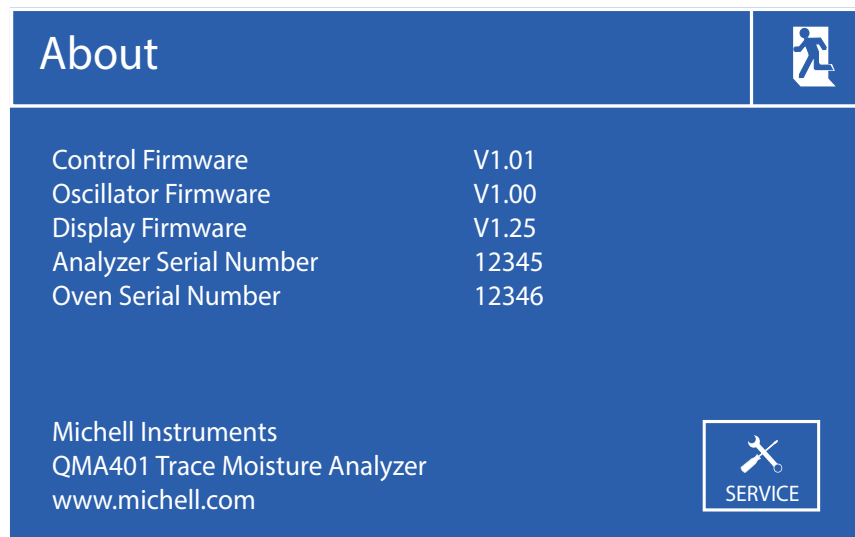 About
Control Firmware V1.01
Oscillator Firmware V1.00
Display Firmware V1.25
Analyzer Serial Number 12345
Oven Serial Number 12346
Michell Instruments
QMA401 Trace Moisture Analyzer
www.michell.com
SERVICE